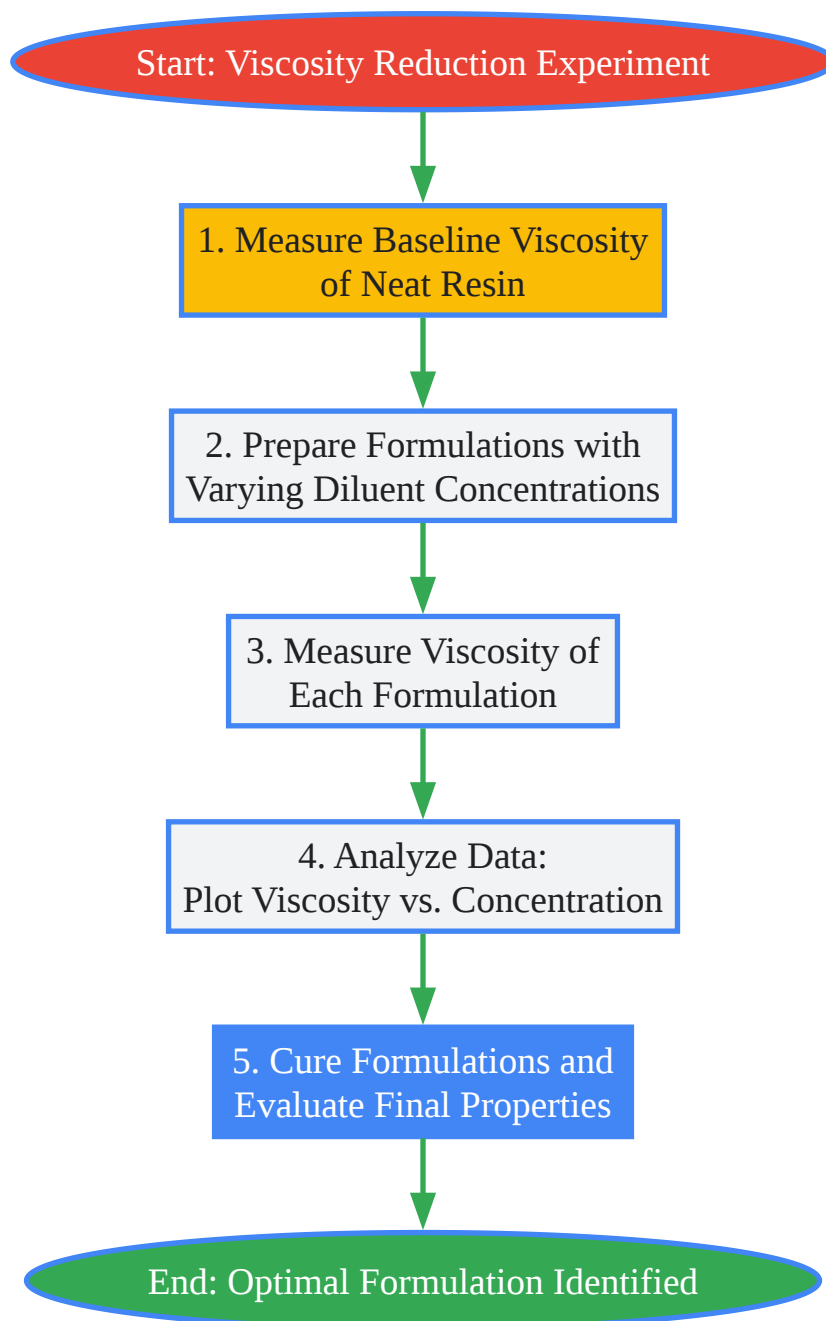 Start: Viscosity Reduction Experiment
1. Measure Baseline Viscosity
of Neat Resin
2. Prepare Formulations with
Varying Diluent Concentrations
3. Measure Viscosity of
Each Formulation
4. Analyze Data:
Plot Viscosity vs. Concentration
5. Cure Formulations and
Evaluate Final Properties
End: Optimal Formulation Identified